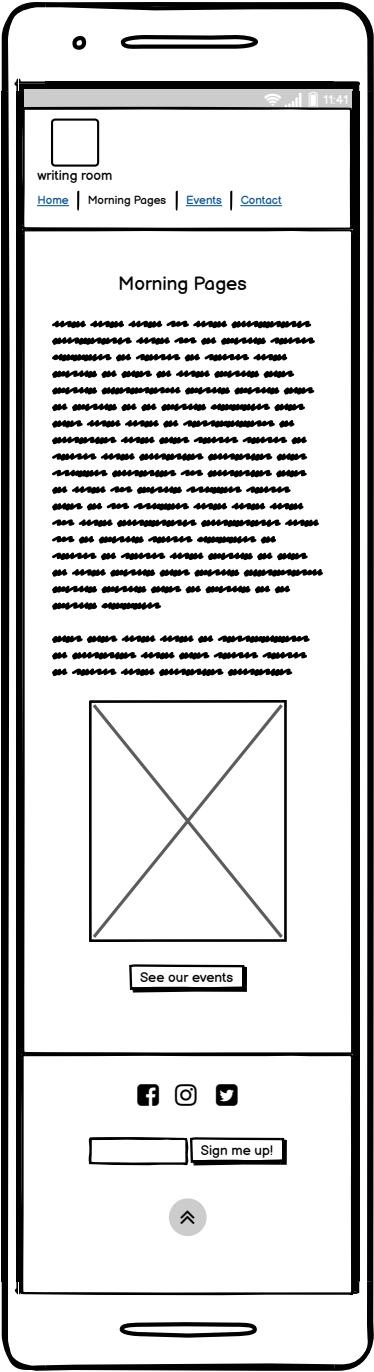 11:41
writing room
Home Morning Pages Events Contact
Morning Pages
See our events
Sign me up!